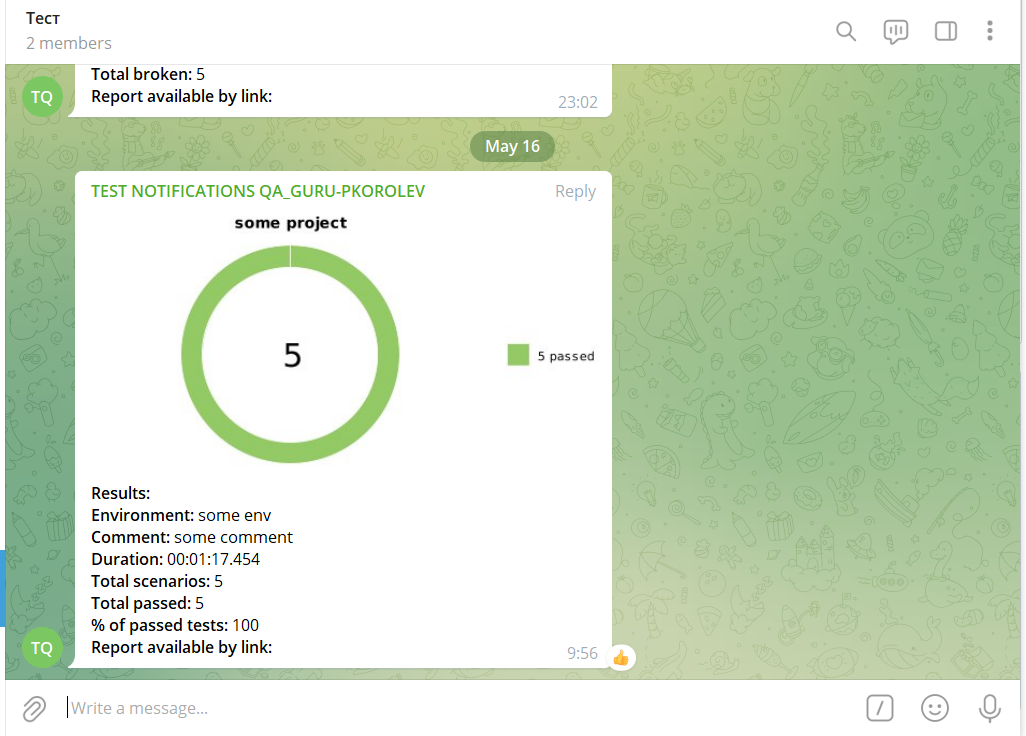 Тест
2 members
Total broken: 5
Report available by link:
23:02
TQ
May 16
TEST NOTIFICATIONS QA_GURU-PKOROLEV
Reply
some project
5
5 passed
Results:
Environment: some env
Comment: some comment
Duration: 00:01:17.454
Total scenarios: 5
Total passed: 5
% of passed tests: 100
Report available by link:
9:56
TQ
Write a message...